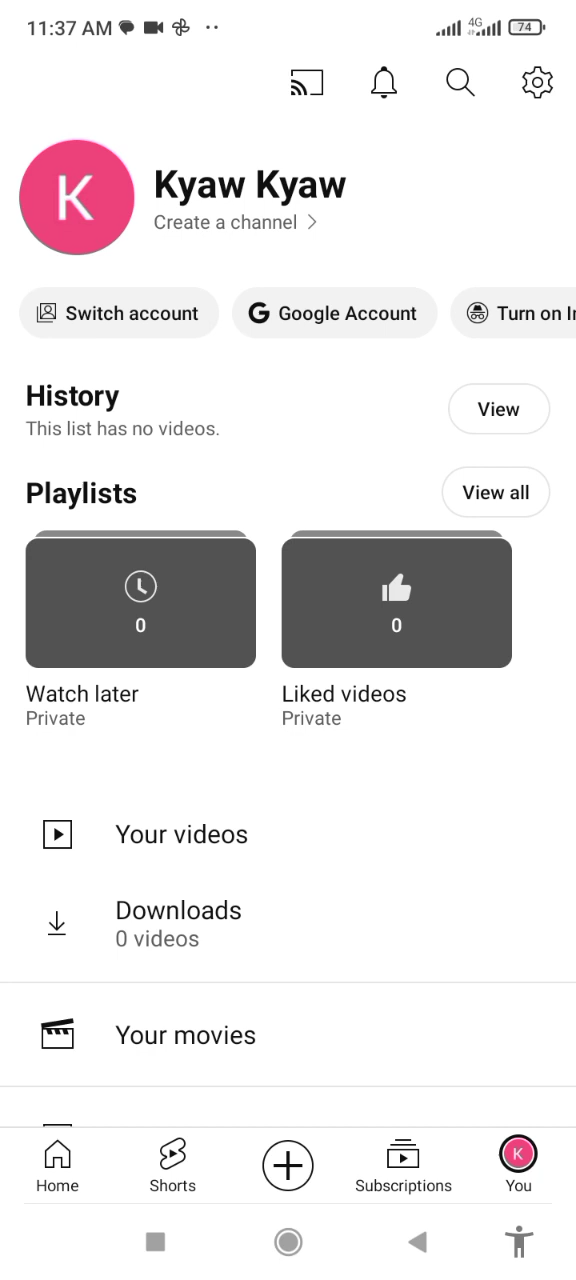 11:37 AM
4G
74
K
Kyaw Kyaw
Create a channel
Switch account
Google Account
Turn on
History
This list has no videos.
View
Playlists
View all
0
0
Watch later
Private
Liked videos
Private
Your videos
Downloads
0 videos
Your movies
Home
Shorts
Subscriptions
K
You